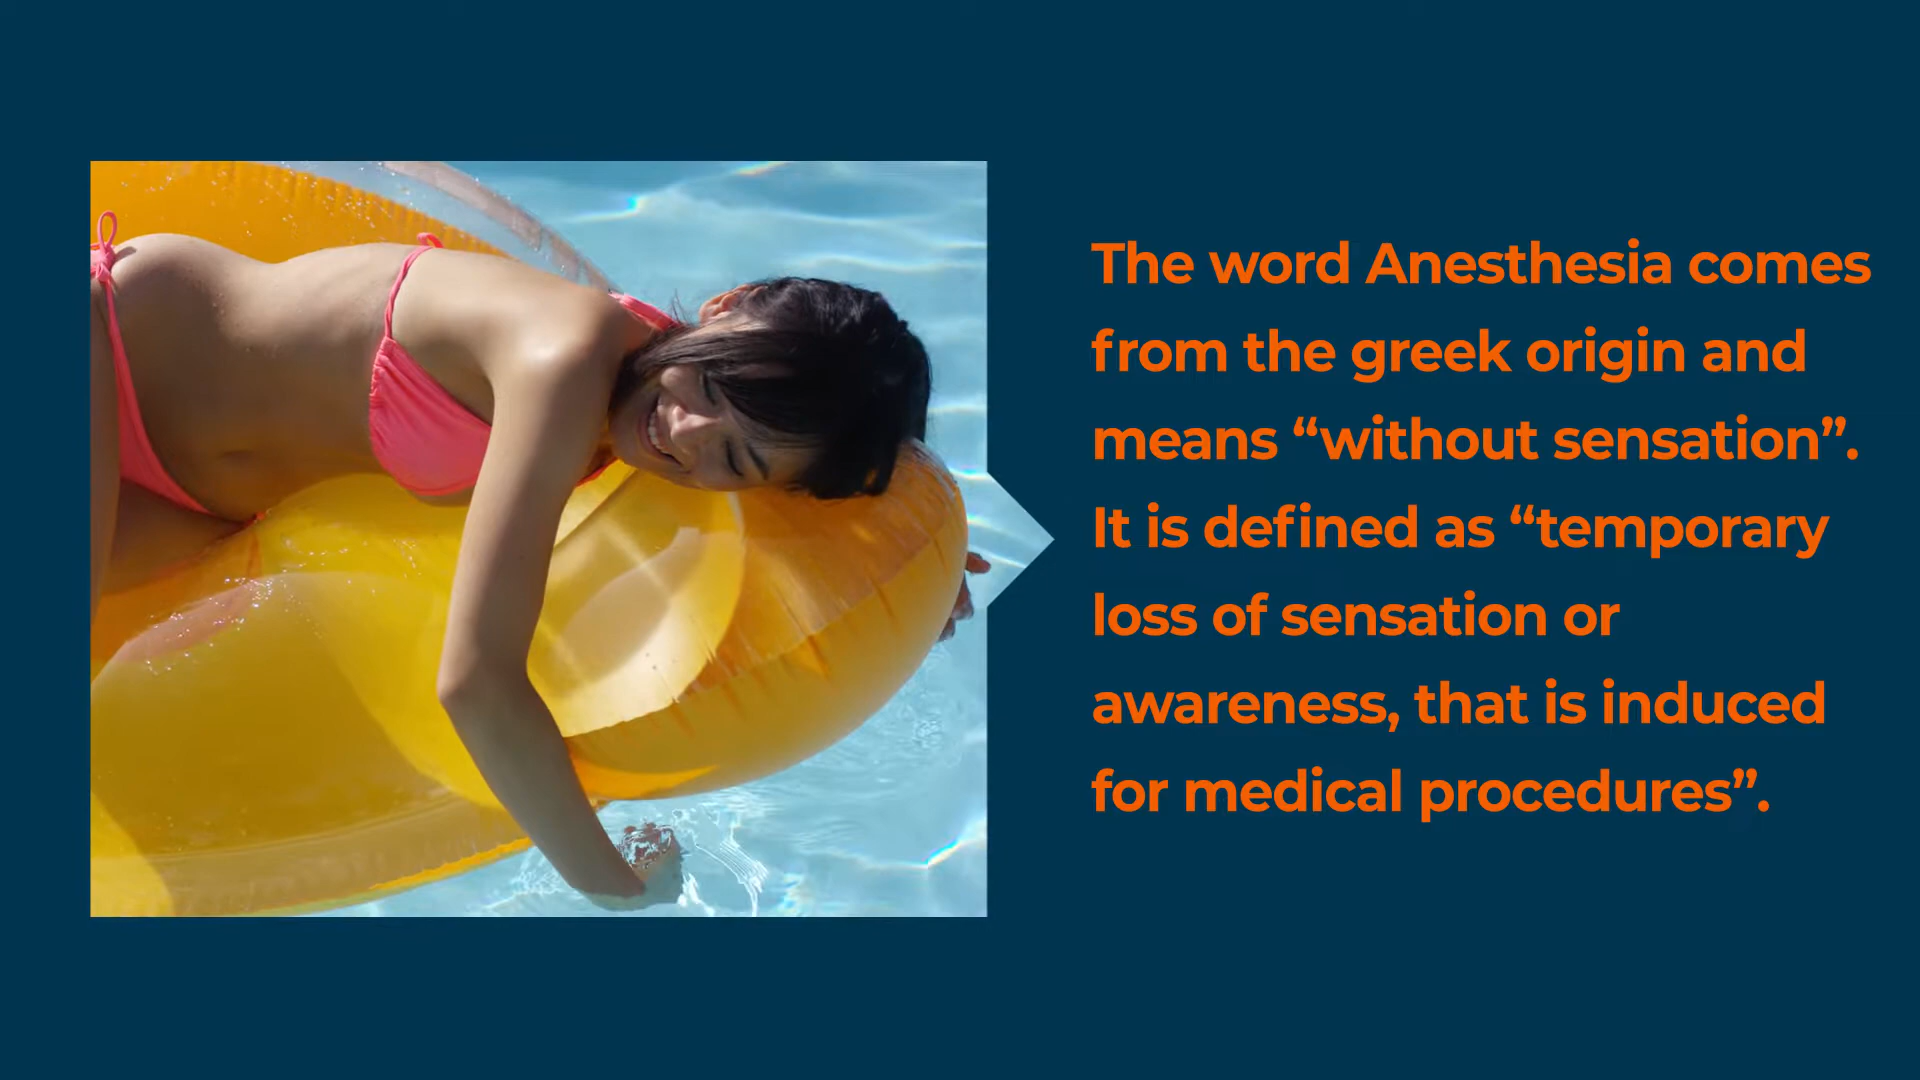 The word Anesthesia comes
from the greek origin and
means “without sensation”.
It is defined as “temporary
loss of sensation or
awareness, that is induced
for medical procedures”.